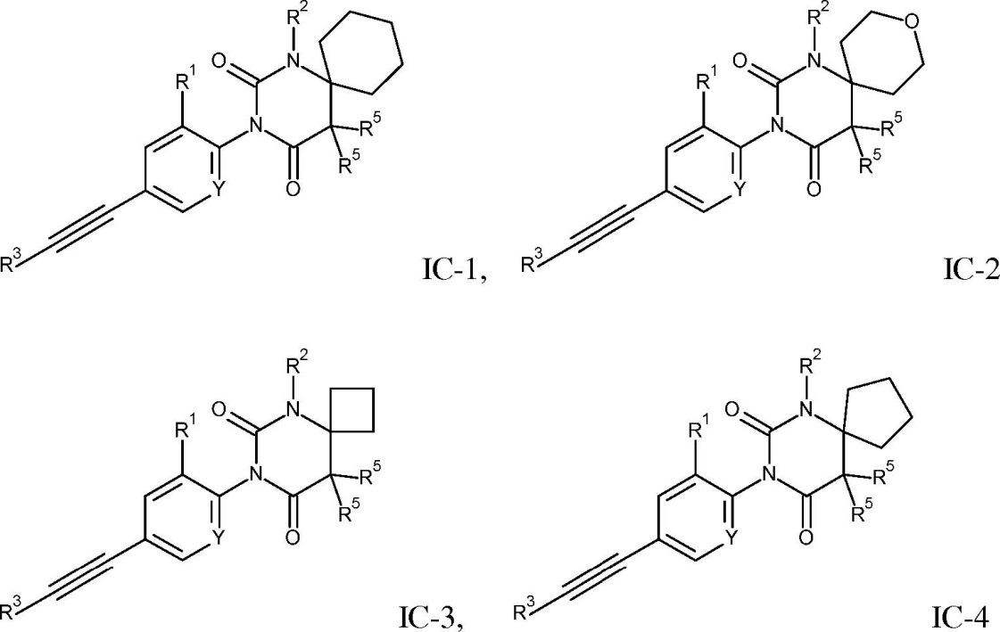 R² R²
O N O N O
R¹ R¹
N R⁵ N R⁵
R⁵ R⁵
Y O Y O
R³ R³
IC-1, IC-2
R² R²
O N O N
R¹ R¹
N R⁵ N R⁵
R⁵ R⁵
Y O Y O
R³ R³
IC-3, IC-4